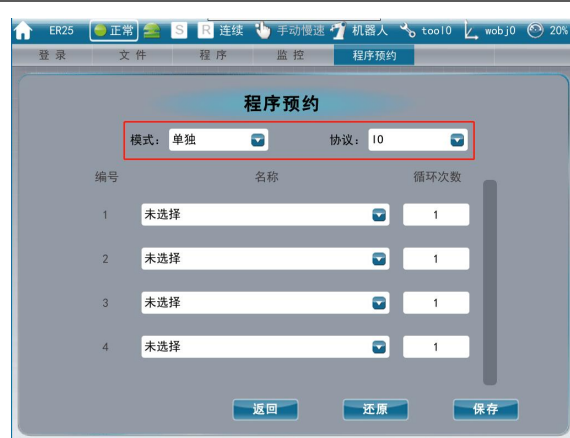 ER25 正常 S R 连续 手动慢速 机器人 tool0 wobj0 20%
登录 文件 程序 监控 程序预约
程序预约
模式： 单独 协议： IO
编号 名称 循环次数
1 未选择 1
2 未选择 1
3 未选择 1
4 未选择 1
返回 还原 保存